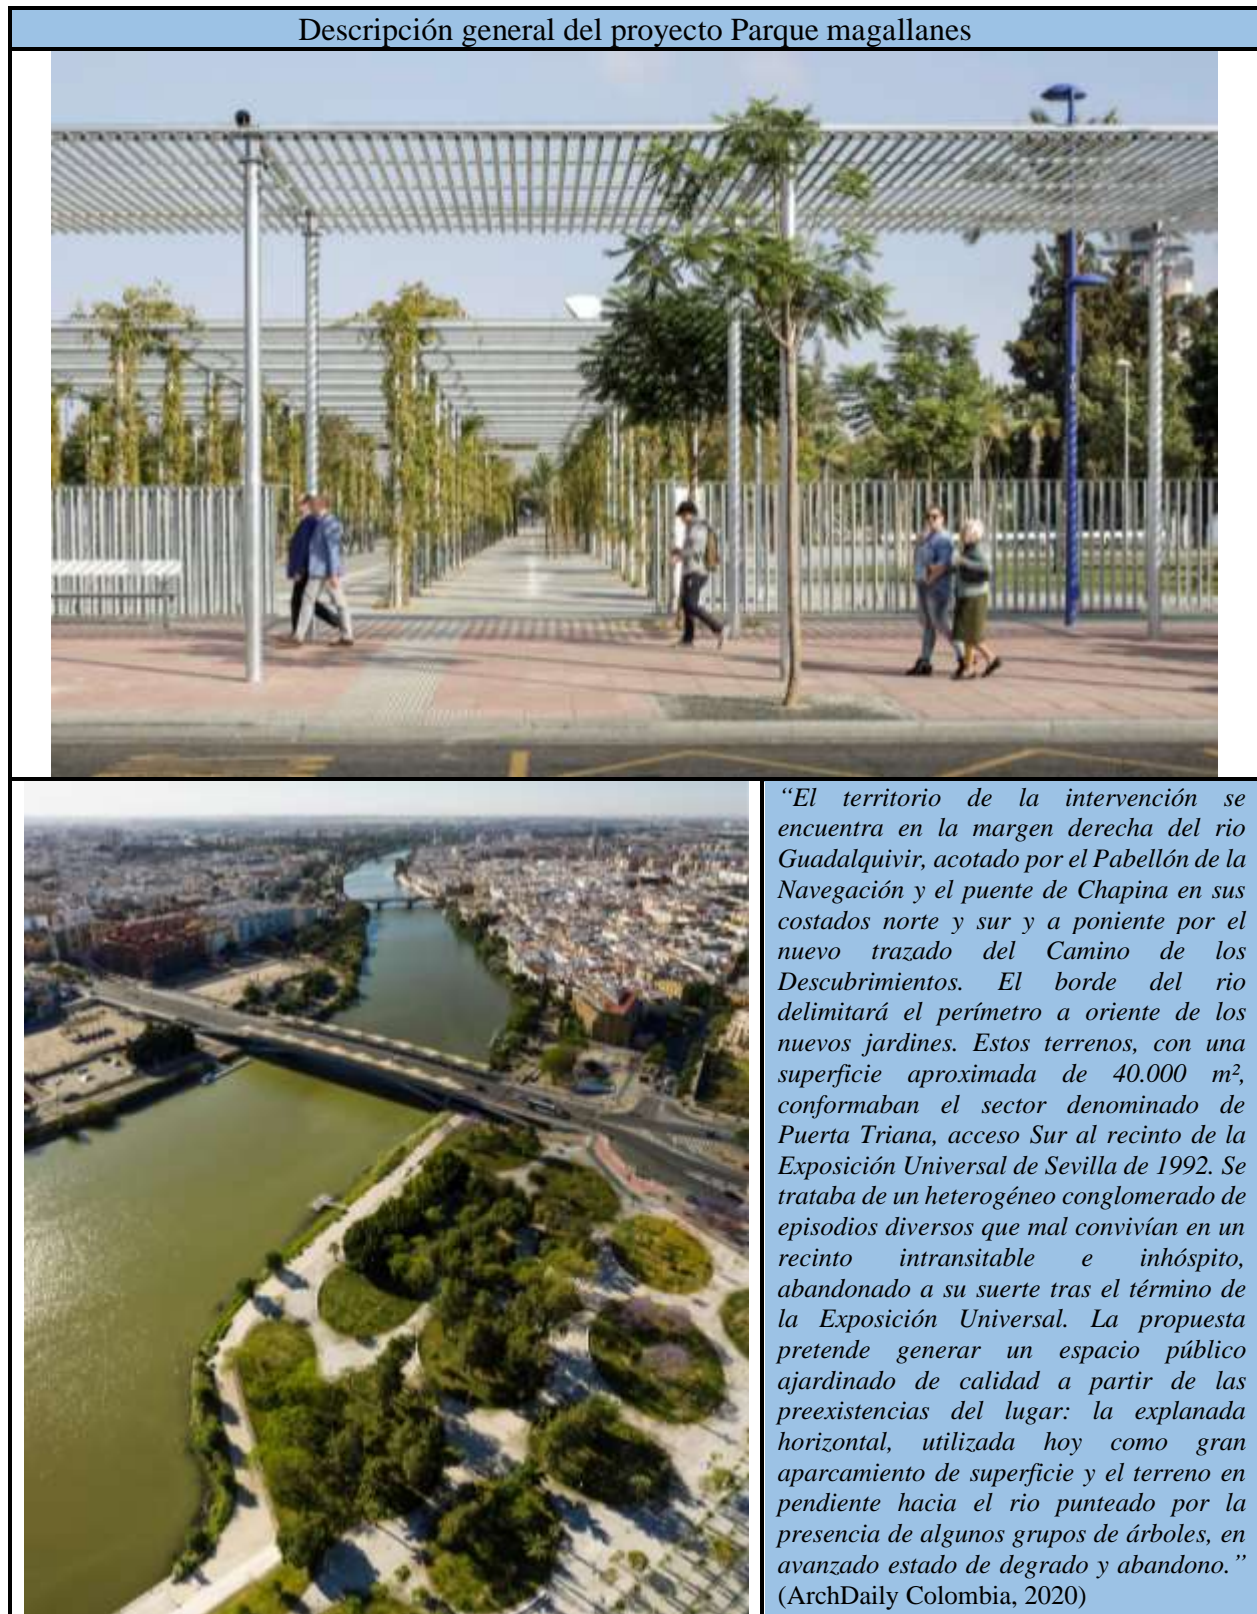 Descripción general del proyecto Parque magallanes
“El territorio de la intervención se
encuentra en la margen derecha del rio
Guadalquivir, acotado por el Pabellón de la
Navegación y el puente de Chapina en sus
costados norte y sur y a poniente por el
nuevo trazado del Camino de los
Descubrimientos. El borde del rio
delimitará el perímetro a oriente de los
nuevos jardines. Estos terrenos, con una
superficie aproximada de 40.000 m²,
conformaban el sector denominado de
Puerta Triana, acceso Sur al recinto de la
Exposición Universal de Sevilla de 1992. Se
trataba de un heterogéneo conglomerado de
episodios diversos que mal convivían en un
recinto intransitable e inhóspito,
abandonado a su suerte tras el término de
la Exposición Universal. La propuesta
pretende generar un espacio público
ajardinado de calidad a partir de las
preexistencias del lugar: la explanada
horizontal, utilizada hoy como gran
aparcamiento de superficie y el terreno en
pendiente hacia el rio punteado por la
presencia de algunos grupos de árboles, en
avanzado estado de degrado y abandono.”
(ArchDaily Colombia, 2020)